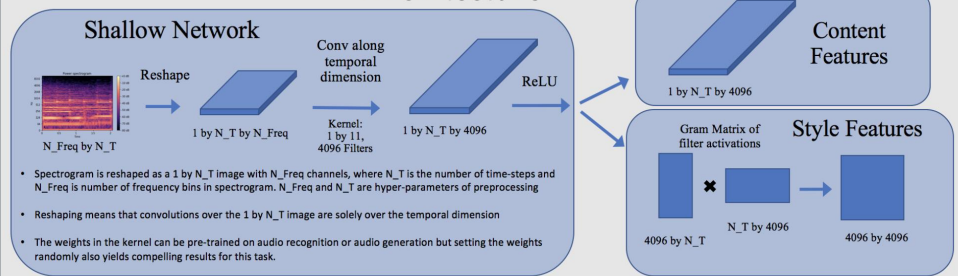 Shallow Network
Reshape
Conv along
temporal
dimension
ReLU
N_Freq by N_T
1 by N_T by N_Freq
Kernel:
1 by 11,
4096 Filters
1 by N_T by 4096
• Spectrogram is reshaped as a 1 by N_T image with N_Freq channels, where N_T is the number of time-steps and
N_Freq is number of frequency bins in spectrogram. N_Freq and N_T are hyper-parameters of preprocessing
• Reshaping means that convolutions over the 1 by N_T image are solely over the temporal dimension
• The weights in the kernel can be pre-trained on audio recognition or audio generation but setting the weights
randomly also yields compelling results for this task.
Content
Features
1 by N_T by 4096
Gram Matrix of
filter activations
Style Features
4096 by N_T
N_T by 4096
4096 by 4096